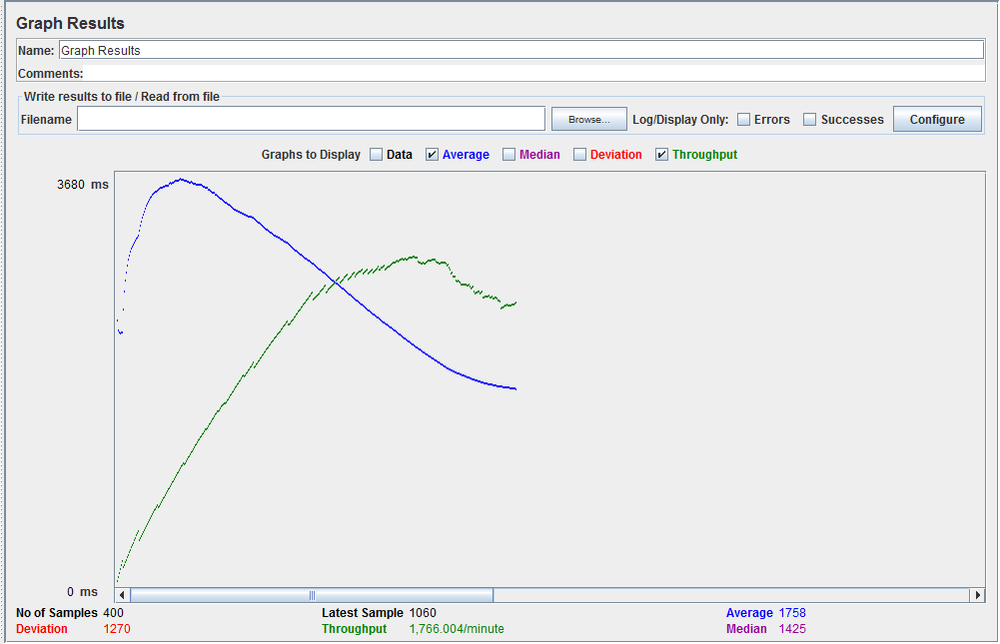 Graph Results
Name: Graph Results
Comments:
Write results to file / Read from file
Filename Browse... Log/Display Only: Errors Successes Configure
Graphs to Display Data Average Median Deviation Throughput
3680 ms
0 ms
No of Samples 400 Latest Sample 1060 Average 1758
Deviation 1270 Throughput 1,766.004/minute Median 1425